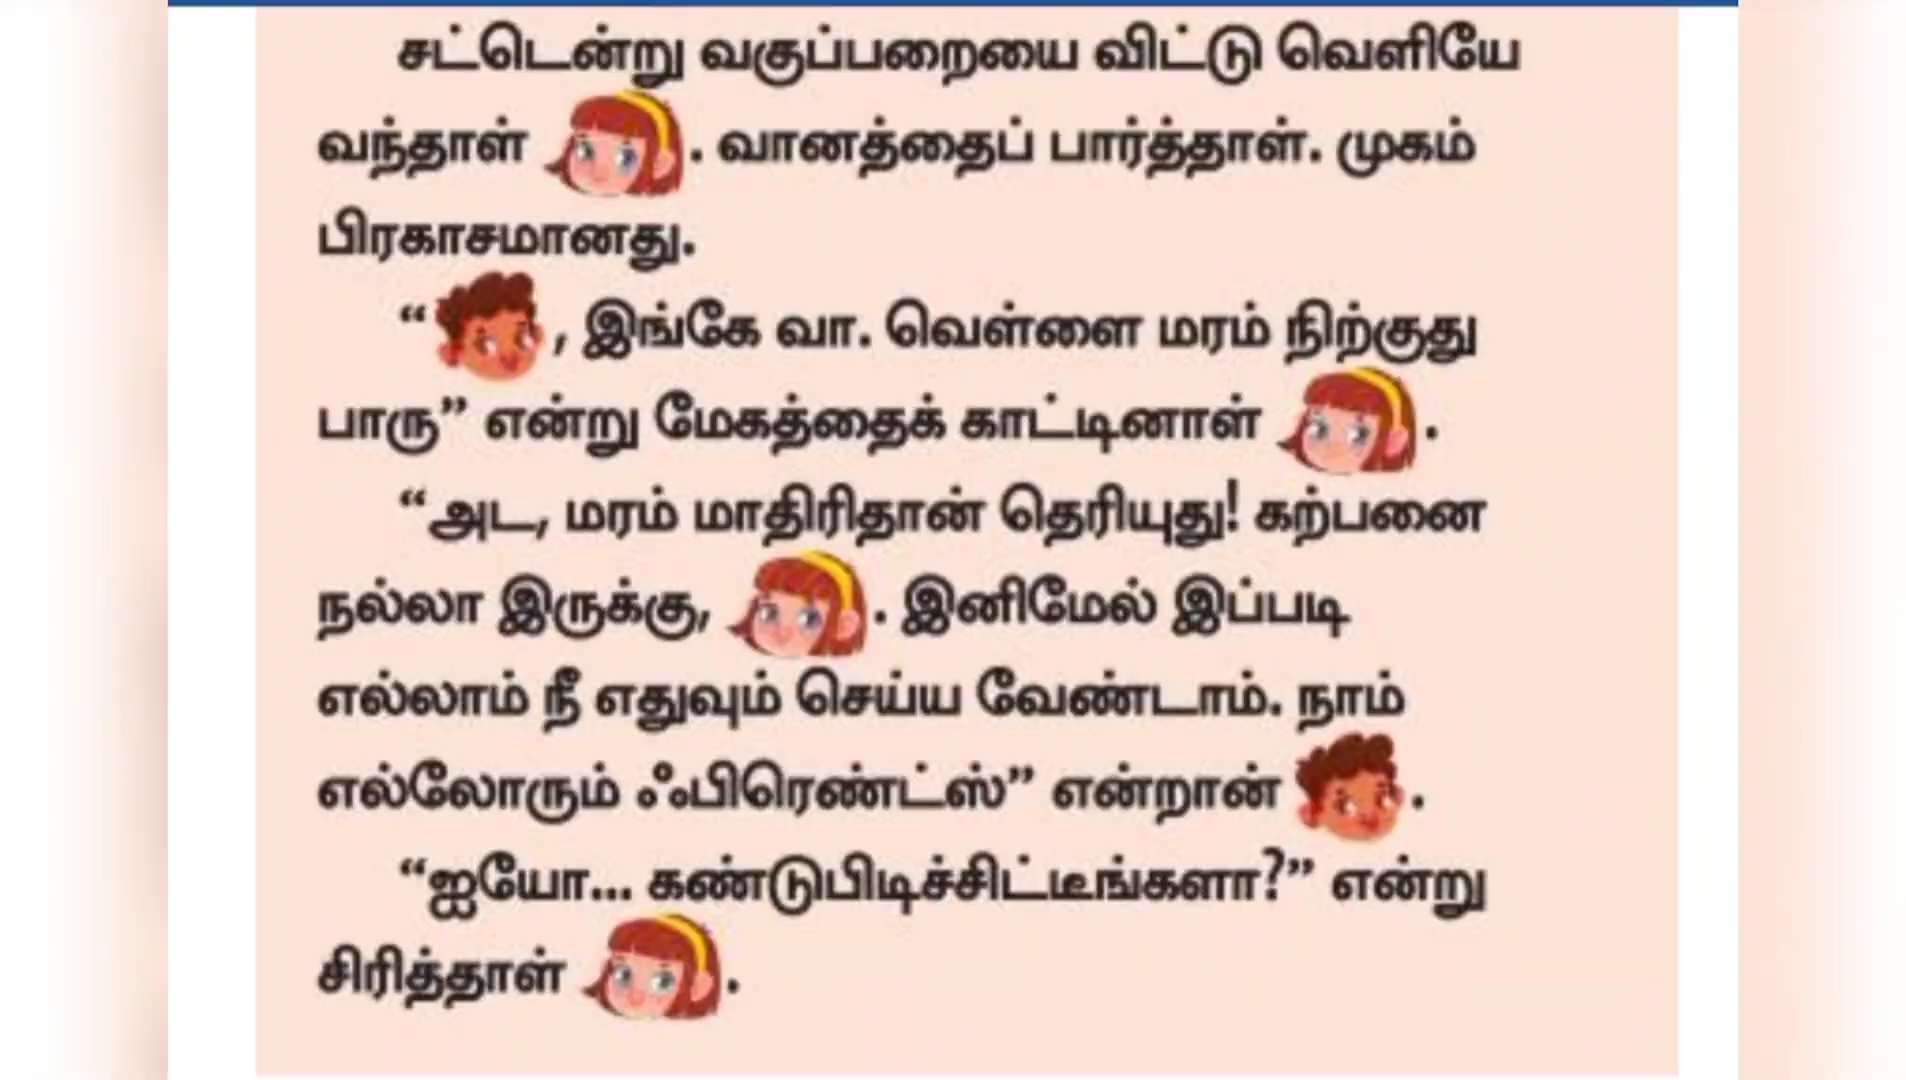 சட்டென்று வகுப்பறையை விட்டு வெளியே
வந்தாள் . வானத்தைப் பார்த்தாள். முகம்
பிரகாசமானது.
“ , இங்கே வா. வெள்ளை மரம் நிற்குது
பாரு” என்று மேகத்தைக் காட்டினாள் .
“அட, மரம் மாதிரிதான் தெரியுது! கற்பனை
நல்லா இருக்கு, . இனிமேல் இப்படி
எல்லாம் நீ எதுவும் செய்ய வேண்டாம். நாம்
எல்லோரும் ஃபிரெண்ட்ஸ்” என்றான் .
“ஐயோ... கண்டுபிடிச்சிட்டீங்களா?” என்று
சிரித்தாள் .